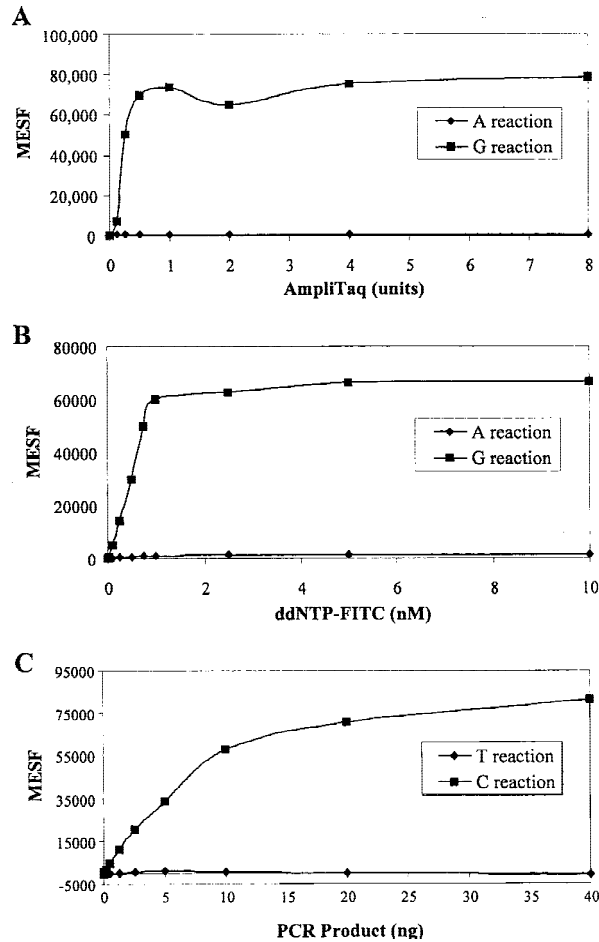 A
100,000
80,000
60,000
40,000
20,000
0
MESF
A reaction
G reaction
0 1 2 3 4 5 6 7 8
AmpliTaq (units)
B
80000
60000
40000
20000
0
MESF
A reaction
G reaction
0 2 4 6 8 10
ddNTP-FITC (nM)
C
95000
75000
55000
35000
15000
-5000
MESF
T reaction
C reaction
0 5 10 15 20 25 30 35 40
PCR Product (ng)